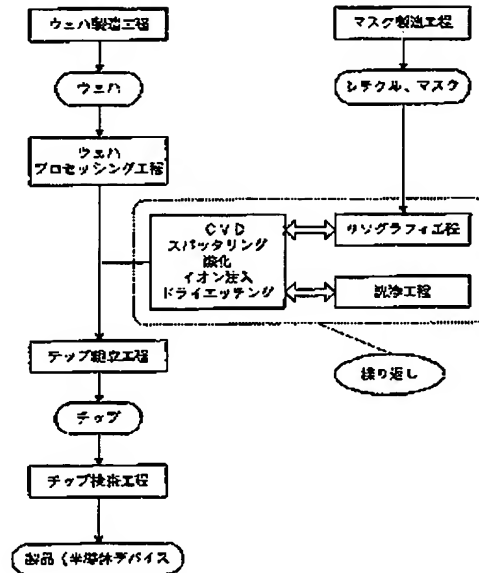 ウェハ製造工程
マスク製造工程
ウェハ
レチクル、マスク
ウェハ
プロセッシング工程
CVD
スパッタリング
酸化
イオン注入
ドライエッチング
リソグラフィ工程
洗浄工程
繰り返し
チップ組立工程
チップ
チップ検査工程
製品（半導体デバイス